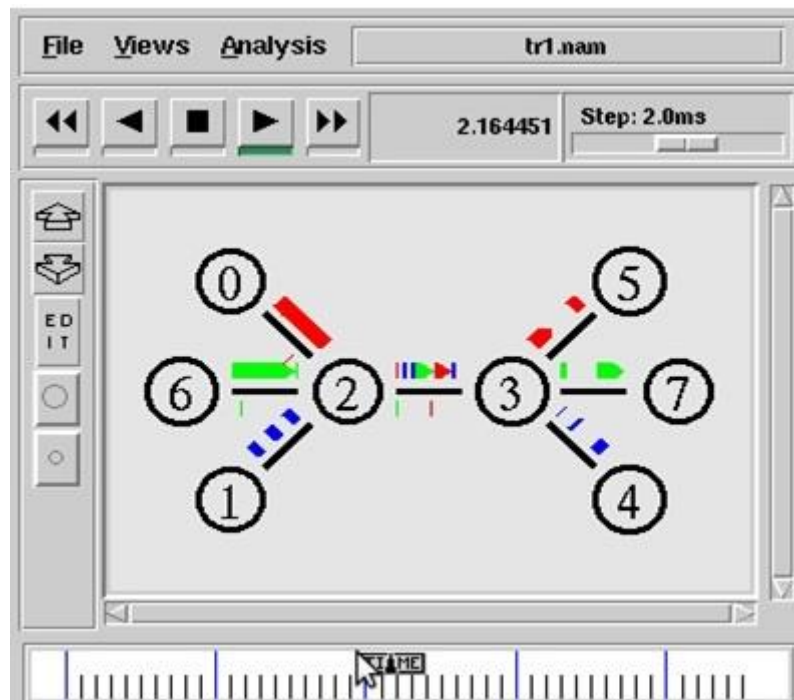 File Views Analysis tr1.nam
2.164451 Step: 2.0ms
ED
IT
0 5
6 2 3 7
1 4
TIME